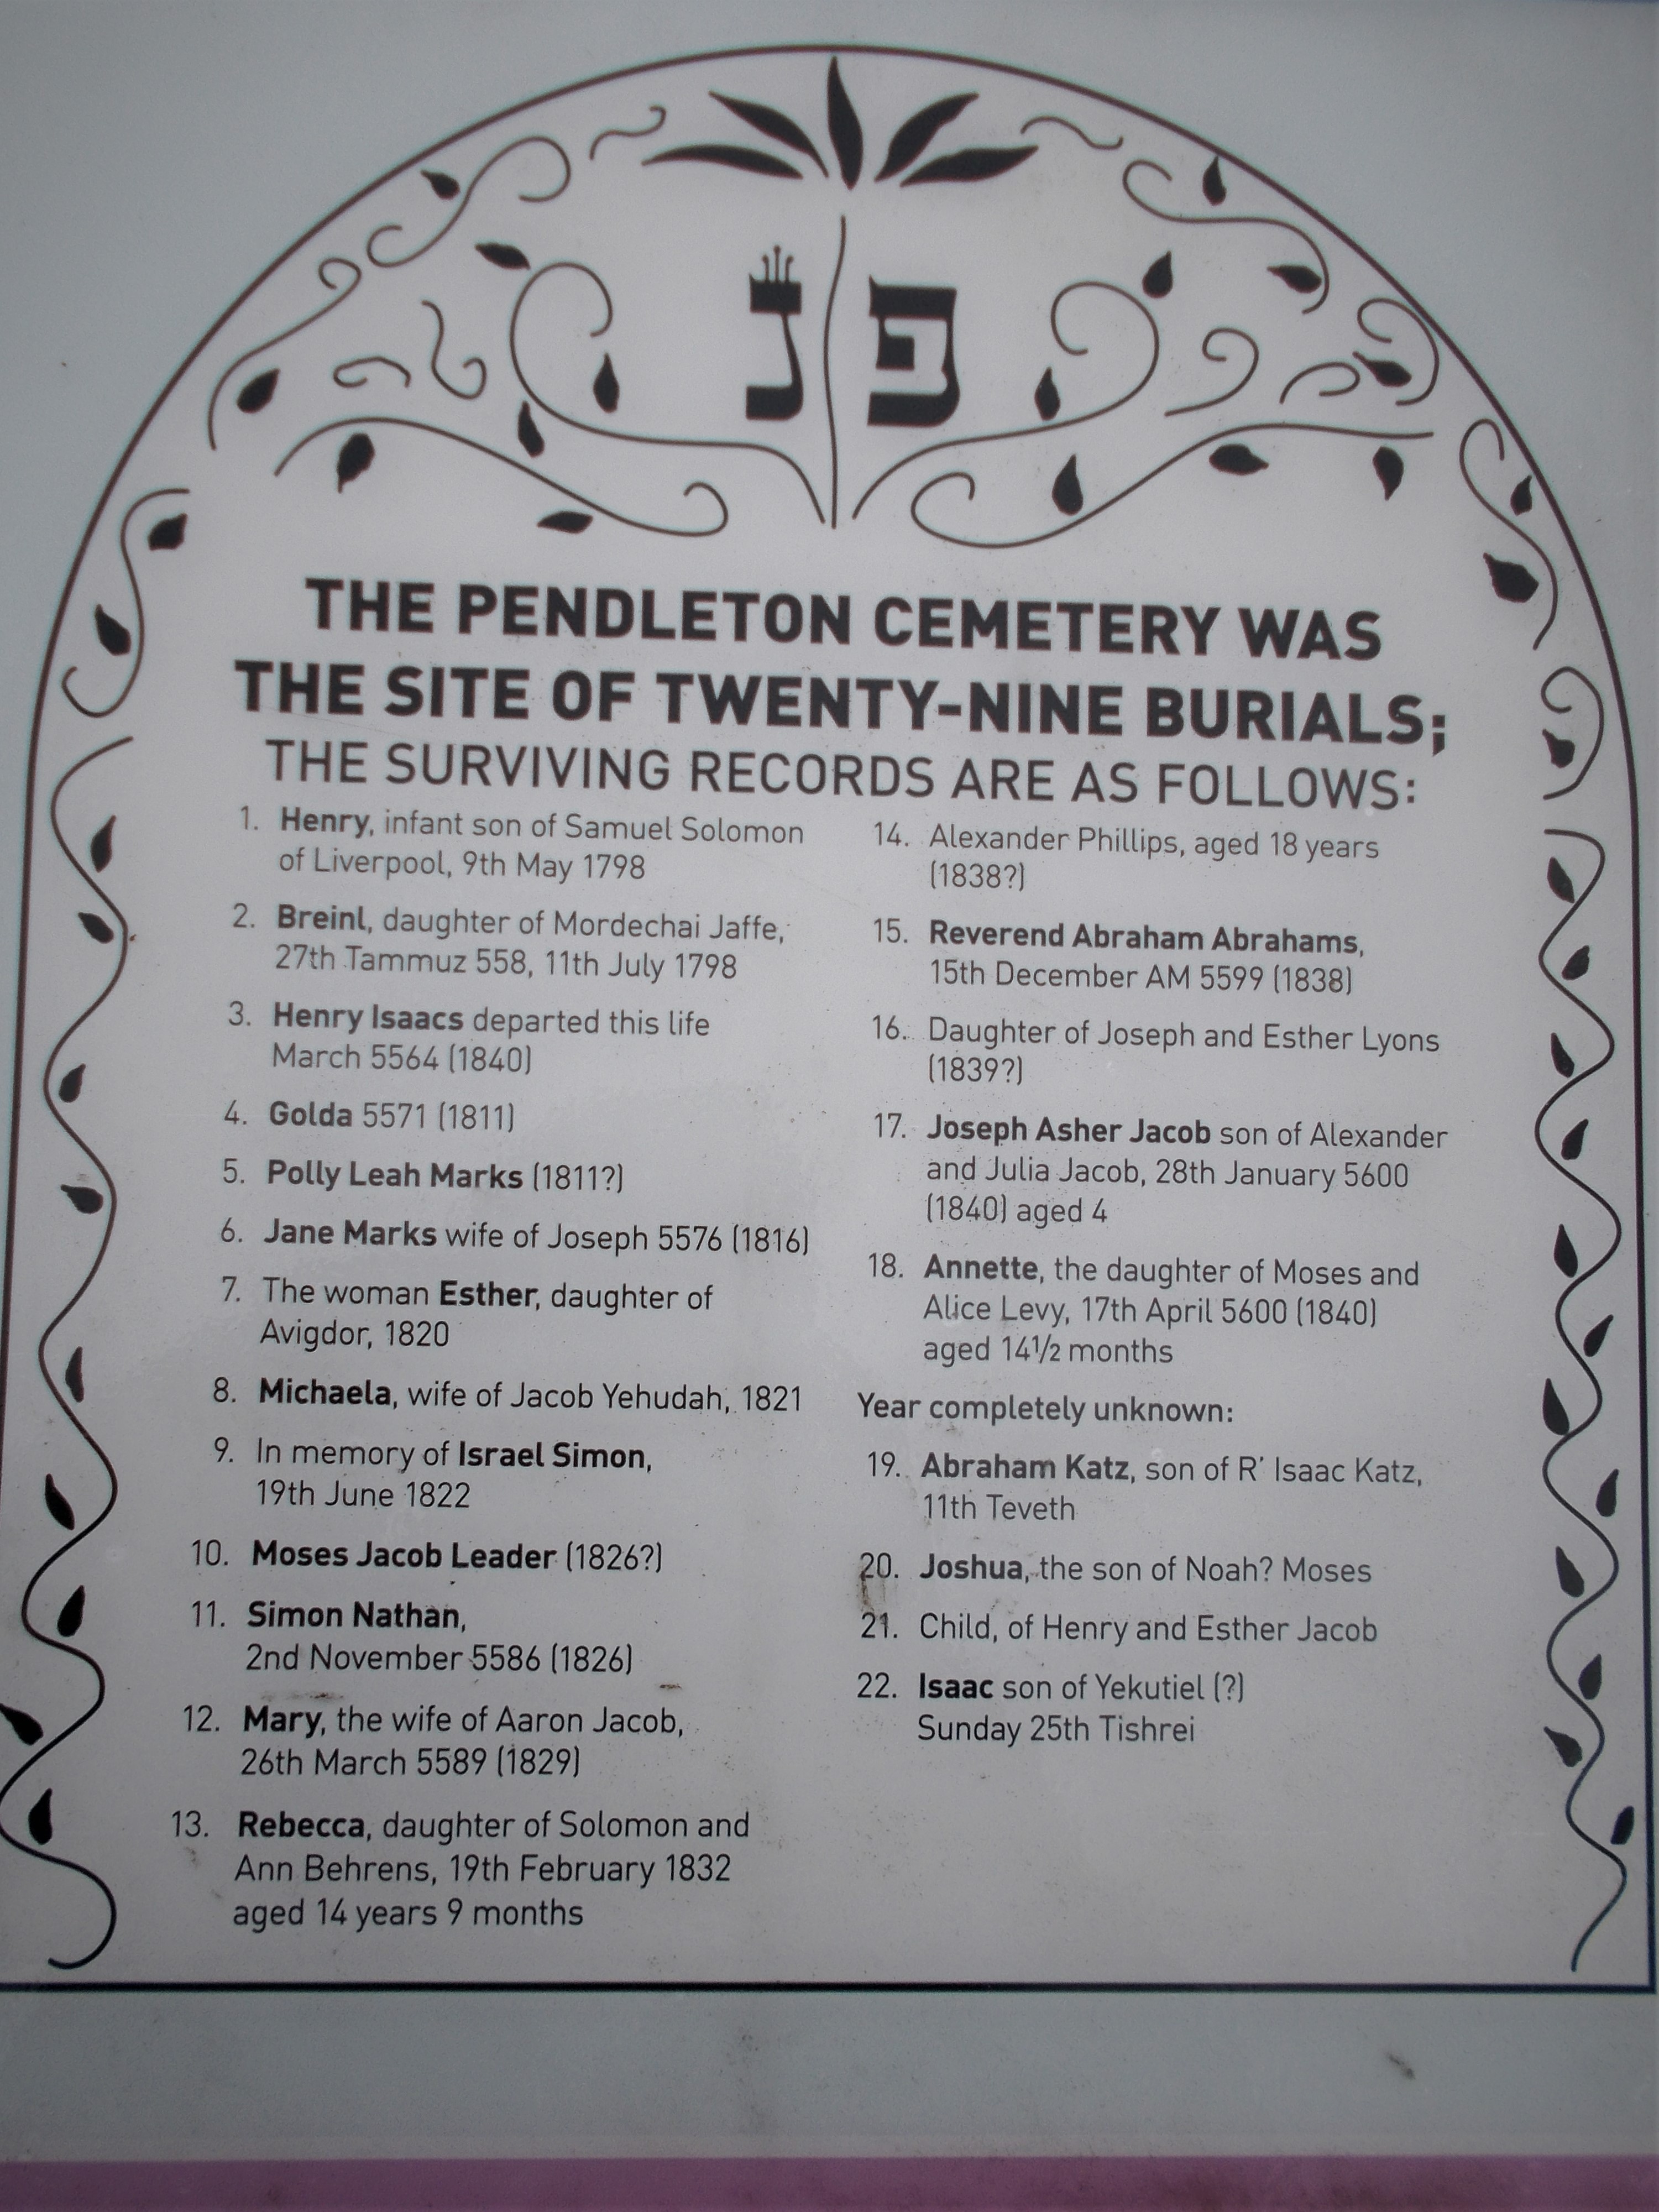 פנ
THE PENDLETON CEMETERY WAS
THE SITE OF TWENTY-NINE BURIALS;
THE SURVIVING RECORDS ARE AS FOLLOWS:
1. Henry, infant son of Samuel Solomon
of Liverpool, 9th May 1798
2. Breinl, daughter of Mordechai Jaffe,
27th Tammuz 558, 11th July 1798
3. Henry Isaacs departed this life
March 5564 (1840)
4. Golda 5571 (1811)
5. Polly Leah Marks (1811?)
6. Jane Marks wife of Joseph 5576 (1816)
7. The woman Esther, daughter of
Avigdor, 1820
8. Michaela, wife of Jacob Yehudah, 1821
9. In memory of Israel Simon,
19th June 1822
10. Moses Jacob Leader (1826?)
11. Simon Nathan,
2nd November 5586 (1826)
12. Mary, the wife of Aaron Jacob,
26th March 5589 (1829)
13. Rebecca, daughter of Solomon and
Ann Behrens, 19th February 1832
aged 14 years 9 months
14. Alexander Phillips, aged 18 years
(1838?)
15. Reverend Abraham Abrahams,
15th December AM 5599 (1838)
16. Daughter of Joseph and Esther Lyons
(1839?)
17. Joseph Asher Jacob son of Alexander
and Julia Jacob, 28th January 5600
(1840) aged 4
18. Annette, the daughter of Moses and
Alice Levy, 17th April 5600 (1840)
aged 14½ months
Year completely unknown:
19. Abraham Katz, son of R' Isaac Katz,
11th Teveth
20. Joshua, the son of Noah? Moses
21. Child, of Henry and Esther Jacob
22. Isaac son of Yekutiel (?)
Sunday 25th Tishrei